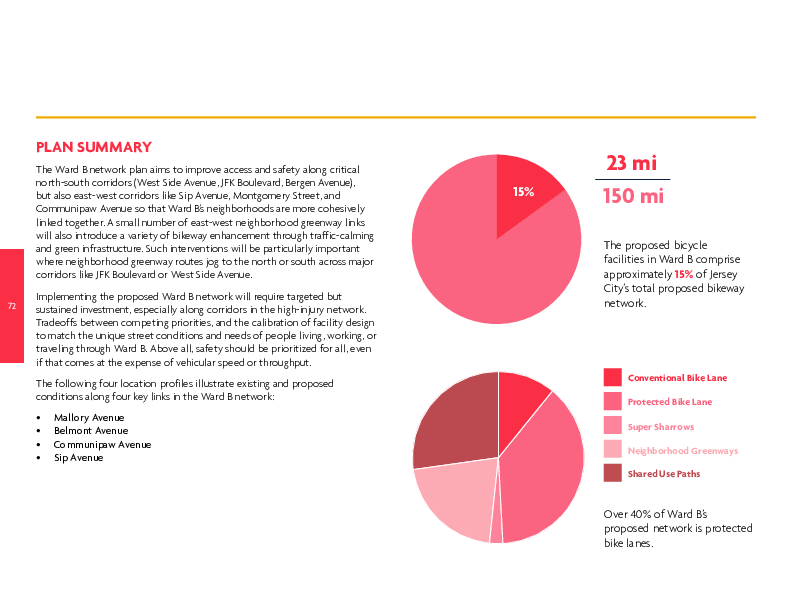 PLAN SUMMARY
The Ward B network plan aims to improve access and safety along critical
north-south corridors (West Side Avenue, JFK Boulevard, Bergen Avenue),
but also east-west corridors like Sip Avenue, Montgomery Street, and
Communipaw Avenue so that Ward B's neighborhoods are more cohesively
linked together. A small number of east-west neighborhood greenway links
will also introduce a variety of bikeway enhancement through traffic-calming
and green infrastructure. Such interventions will be particularly important
where neighborhood greenway routes jog to the north or south across major
corridors like JFK Boulevard or West Side Avenue.
Implementing the proposed Ward B network will require targeted but
sustained investment, especially along corridors in the high-injury network.
Tradeoffs between competing priorities, and the calibration of facility design
to match the unique street conditions and needs of people living, working, or
traveling through Ward B. Above all, safety should be prioritized for all, even
if that comes at the expense of vehicular speed or throughput.
The following four location profiles illustrate existing and proposed
conditions along four key links in the Ward B network:
• Mallory Avenue
• Belmont Avenue
• Communipaw Avenue
• Sip Avenue
72
15%
23 mi
150 mi
The proposed bicycle
facilities in Ward B comprise
approximately 15% of Jersey
City's total proposed bikeway
network.
Conventional Bike Lane
Protected Bike Lane
Super Sharrows
Neighborhood Greenways
Shared Use Paths
Over 40% of Ward B's
proposed network is protected
bike lanes.